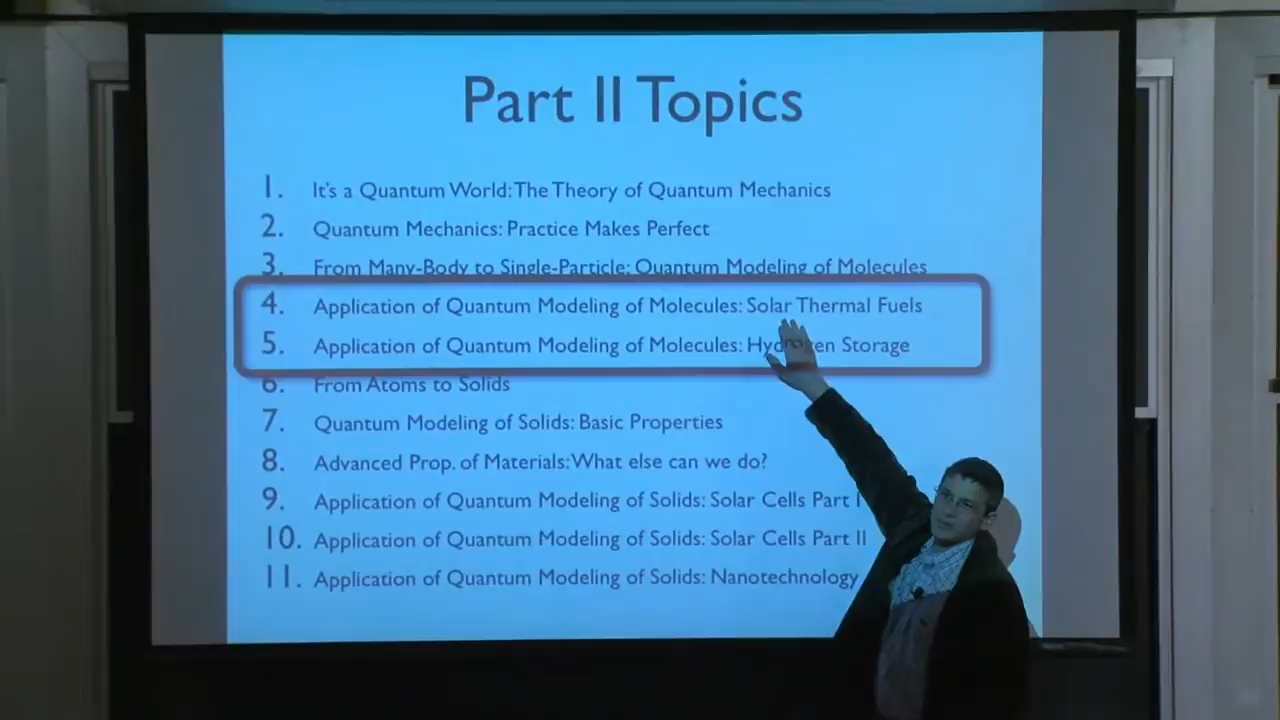 Part II Topics
1. It's a Quantum World: The Theory of Quantum Mechanics
2. Quantum Mechanics: Practice Makes Perfect
3. From Many-Body to Single-Particle: Quantum Modeling of Molecules
4. Application of Quantum Modeling of Molecules: Solar Thermal Fuels
5. Application of Quantum Modeling of Molecules: Hydrogen Storage
6. From Atoms to Solids
7. Quantum Modeling of Solids: Basic Properties
8. Advanced Prop. of Materials: What else can we do?
9. Application of Quantum Modeling of Solids: Solar Cells Part I
10. Application of Quantum Modeling of Solids: Solar Cells Part II
11. Application of Quantum Modeling of Solids: Nanotechnology